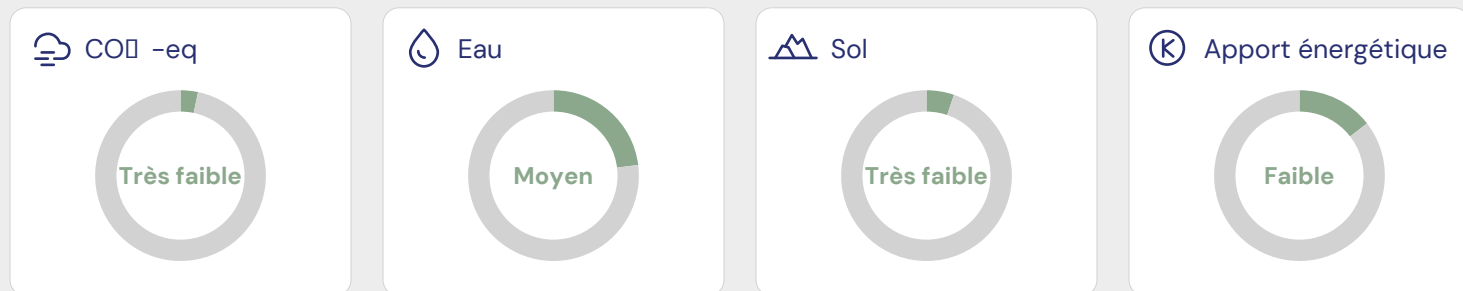 CO▯ -eq
Très faible
Eau
Moyen
Sol
Très faible
Apport énergétique
Faible